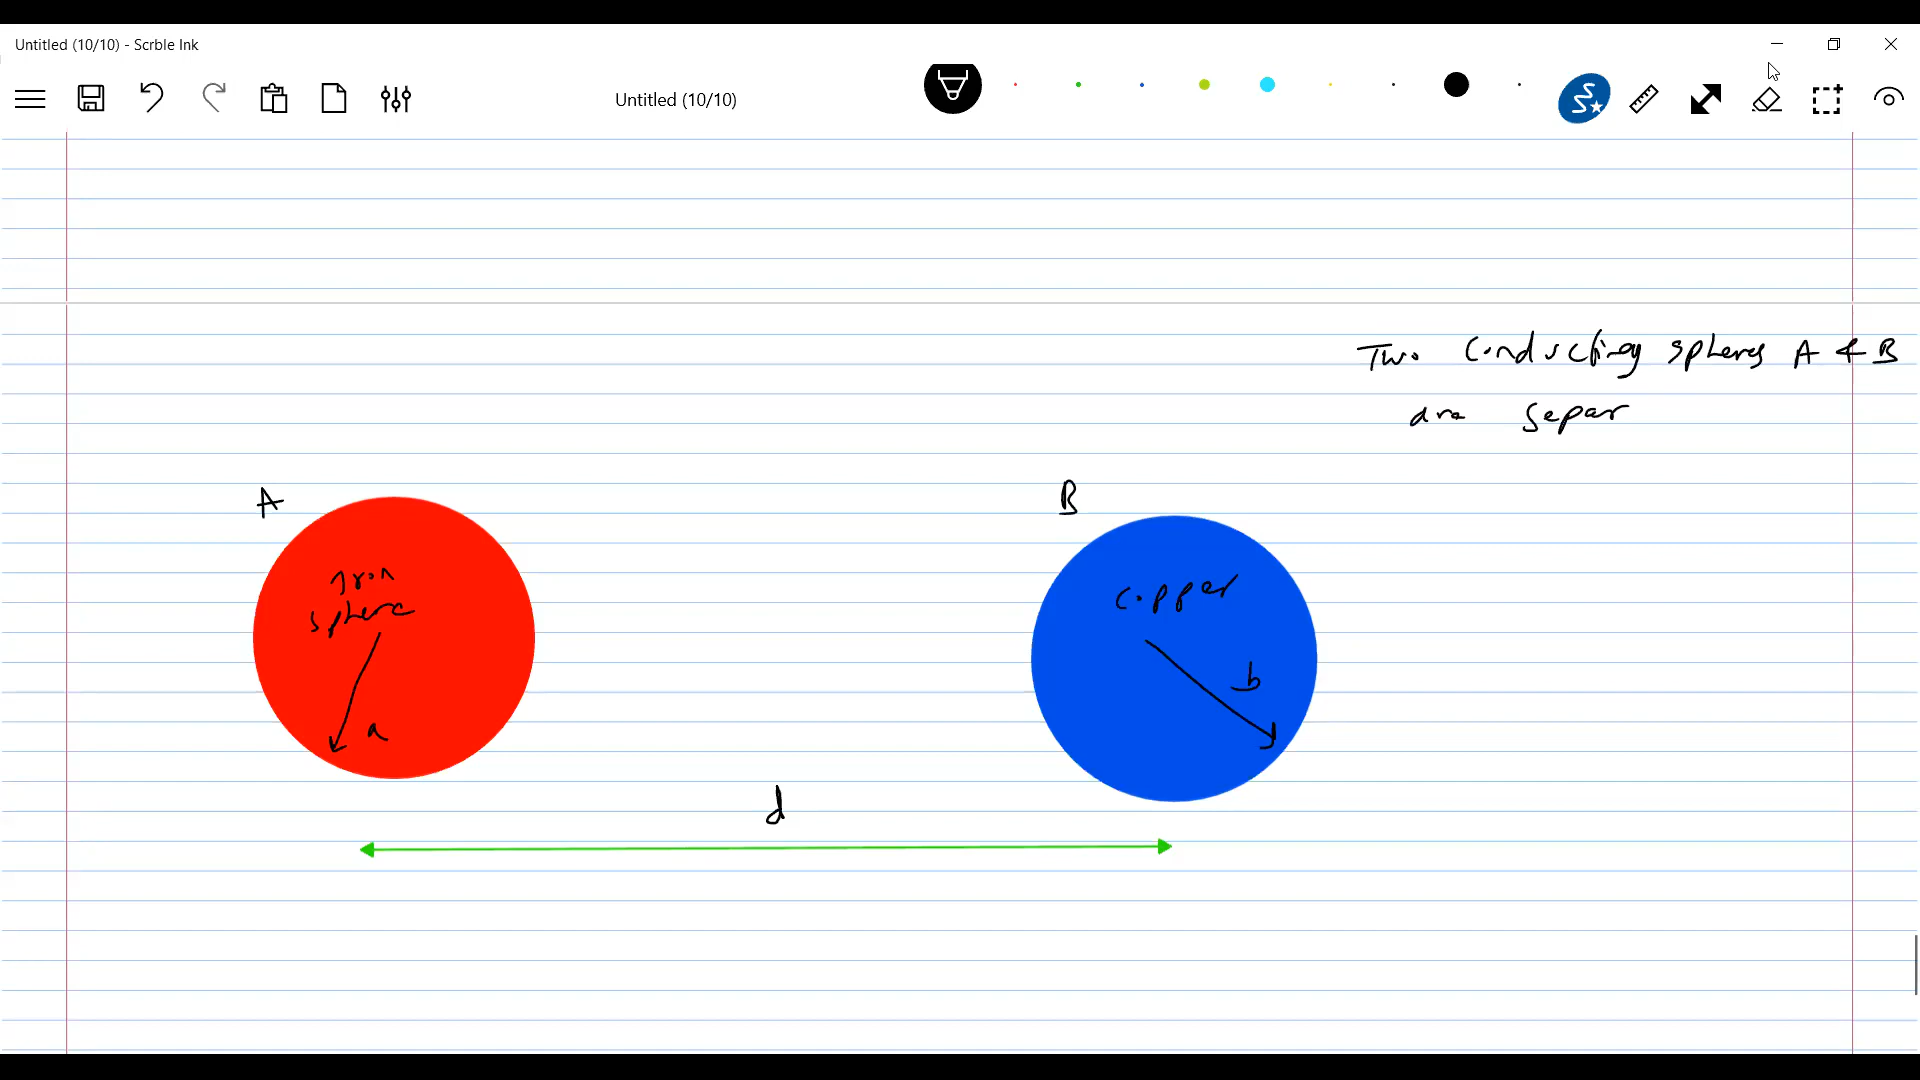 Untitled (10/10) - Scrble Ink
Untitled (10/10)
Two conducting spheres A & B
are separ
A
B
Iron
sphere
copper
b
a
d